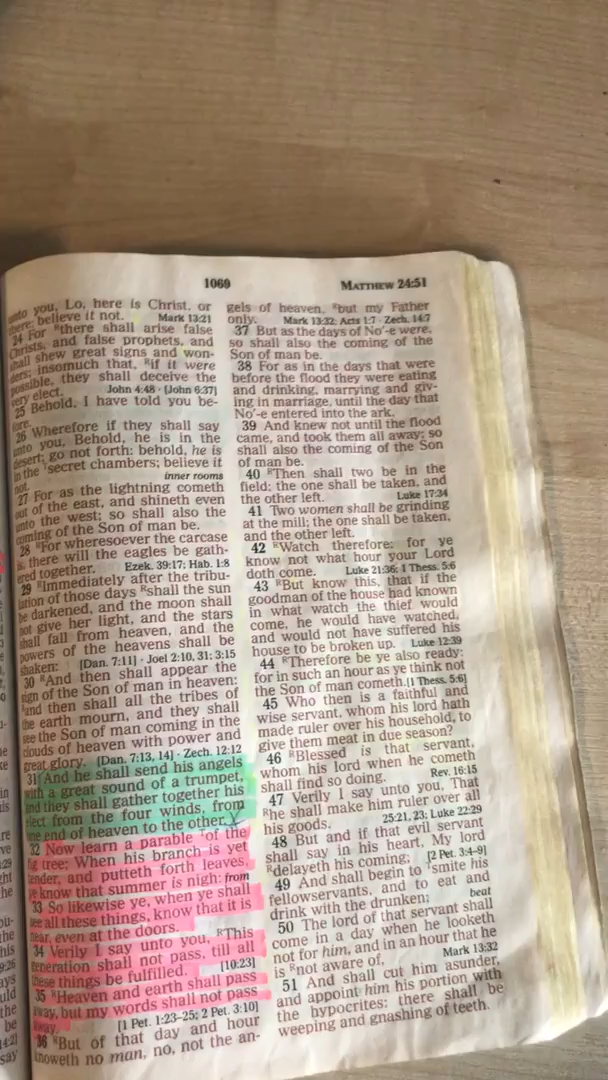 1060 MATTHEW 24:51
unto you, Lo, here is Christ, or
there; believe it not. Mark 13:21
24 For ᴿthere shall arise false
Christs, and false prophets, and
shall shew great signs and won-
ders; insomuch that, ᴿif it were
possible, they shall deceive the
very elect. John 4:48 · [John 6:37]
25 Behold, I have told you be-
fore.
26 Wherefore if they shall say
unto you, Behold, he is in the
desert; go not forth: behold, he is
in the ᵀsecret chambers; believe it
not. inner rooms
27 For as the lightning cometh
out of the east, and shineth even
unto the west; so shall also the
coming of the Son of man be.
28 ᴿFor wheresoever the carcase
is, there will the eagles be gath-
ered together. Ezek. 39:17; Hab. 1:8
29 ᴿImmediately after the tribu-
lation of those days ᴿshall the sun
be darkened, and the moon shall
not give her light, and the stars
shall fall from heaven, and the
powers of the heavens shall be
shaken: [Dan. 7:11] · Joel 2:10, 31; 3:15
30 ᴿAnd then shall appear the
sign of the Son of man in heaven:
ᴿand then shall all the tribes of
the earth mourn, and they shall
see the Son of man coming in the
clouds of heaven with power and
great glory. [Dan. 7:13, 14] · Zech. 12:12
31 And he shall send his angels
with a great sound of a trumpet,
and they shall gather together his
elect from the four winds, from
one end of heaven to the other.
32 Now learn a parable ᵀof the
fig tree; When his branch is yet
tender, and putteth forth leaves,
ye know that summer is nigh: from
33 So likewise ye, when ye shall
see all these things, know that it is
near, even at the doors.
34 Verily I say unto you, ᴿThis
generation shall not pass, till all
these things be fulfilled. [10:23]
35 ᴿHeaven and earth shall pass
away, but my words shall not pass
away. [1 Pet. 1:23–25; 2 Pet. 3:10]
36 ᴿBut of that day and hour
knoweth no man, no, not the an-
gels of heaven, ᴿbut my Father
only. Mark 13:32; Acts 1:7 · Zech. 14:7
37 But as the days of No′-e were,
so shall also the coming of the
Son of man be.
38 For as in the days that were
before the flood they were eating
and drinking, marrying and giv-
ing in marriage, until the day that
No′-e entered into the ark,
39 And knew not until the flood
came, and took them all away; so
shall also the coming of the Son
of man be.
40 ᴿThen shall two be in the
field; the one shall be taken, and
the other left. Luke 17:34
41 Two women shall be grinding
at the mill; the one shall be taken,
and the other left.
42 ᴿWatch therefore: for ye
know not what hour your Lord
doth come. Luke 21:36; 1 Thess. 5:6
43 ᴿBut know this, that if the
goodman of the house had known
in what watch the thief would
come, he would have watched,
and would not have suffered his
house to be broken up. Luke 12:39
44 ᴿTherefore be ye also ready:
for in such an hour as ye think not
the Son of man cometh. [1 Thess. 5:6]
45 Who then is a faithful and
wise servant, whom his lord hath
made ruler over his household, to
give them meat in due season?
46 ᴿBlessed is that servant,
whom his lord when he cometh
shall find so doing. Rev. 16:15
47 Verily I say unto you, That
ᴿhe shall make him ruler over all
his goods. 25:21, 23; Luke 22:29
48 But and if that evil servant
shall say in his heart, My lord
ᴿdelayeth his coming; [2 Pet. 3:4–9]
49 And shall begin to ᵀsmite his
fellowservants, and to eat and
drink with the drunken; beat
50 The lord of that servant shall
come in a day when he looketh
not for him, and in an hour that he
is ᴿnot aware of, Mark 13:32
51 And shall cut him asunder,
and appoint him his portion with
the hypocrites: there shall be
weeping and gnashing of teeth.